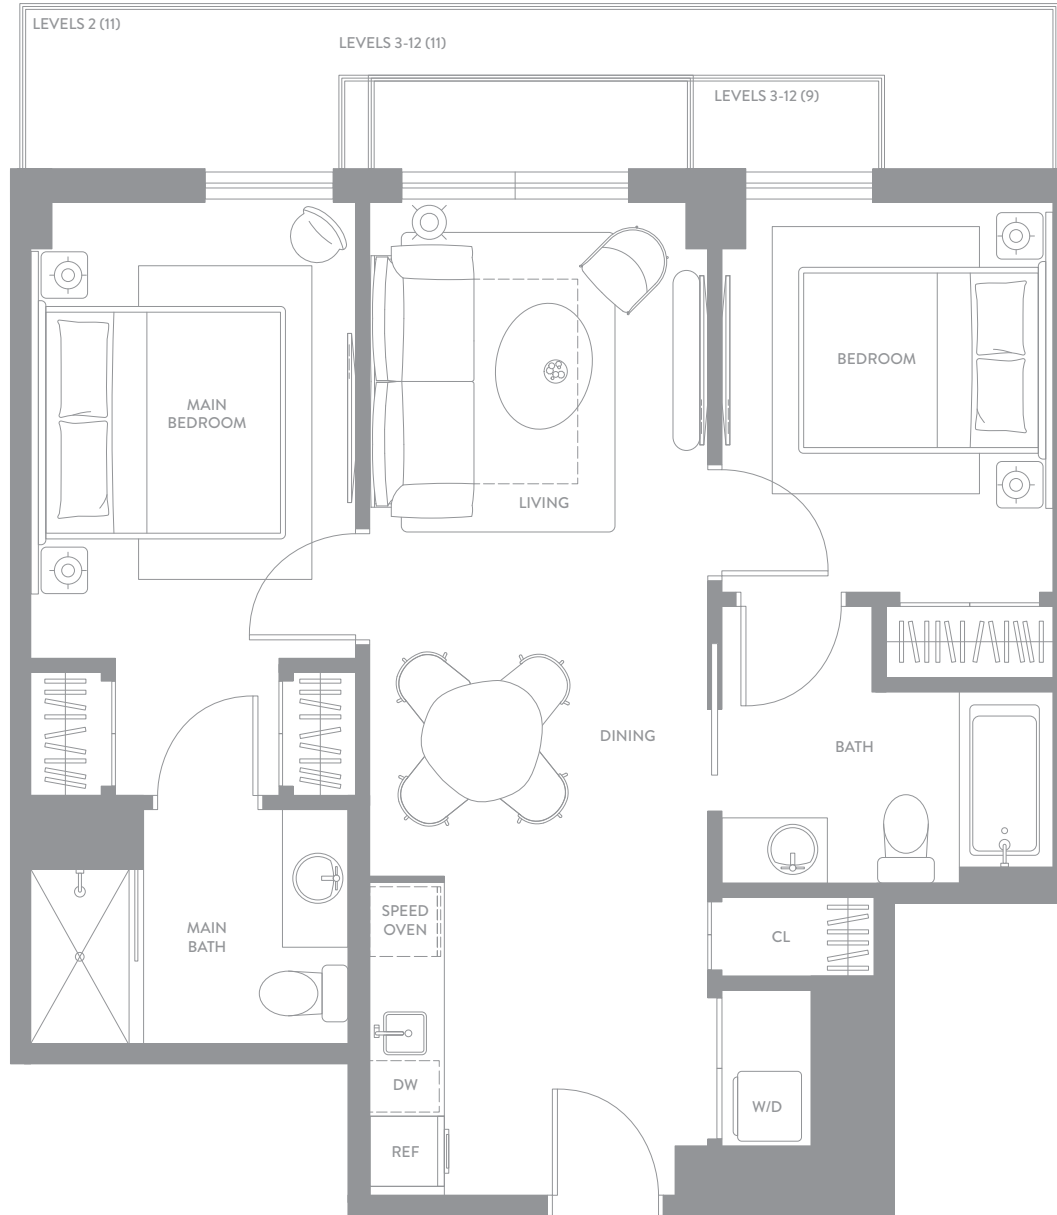 LEVELS 2 (11)
LEVELS 3-12 (11)
LEVELS 3-12 (9)
MAIN
BEDROOM
LIVING
BEDROOM
DINING
BATH
MAIN
BATH
SPEED
OVEN
CL
DW
W/D
REF